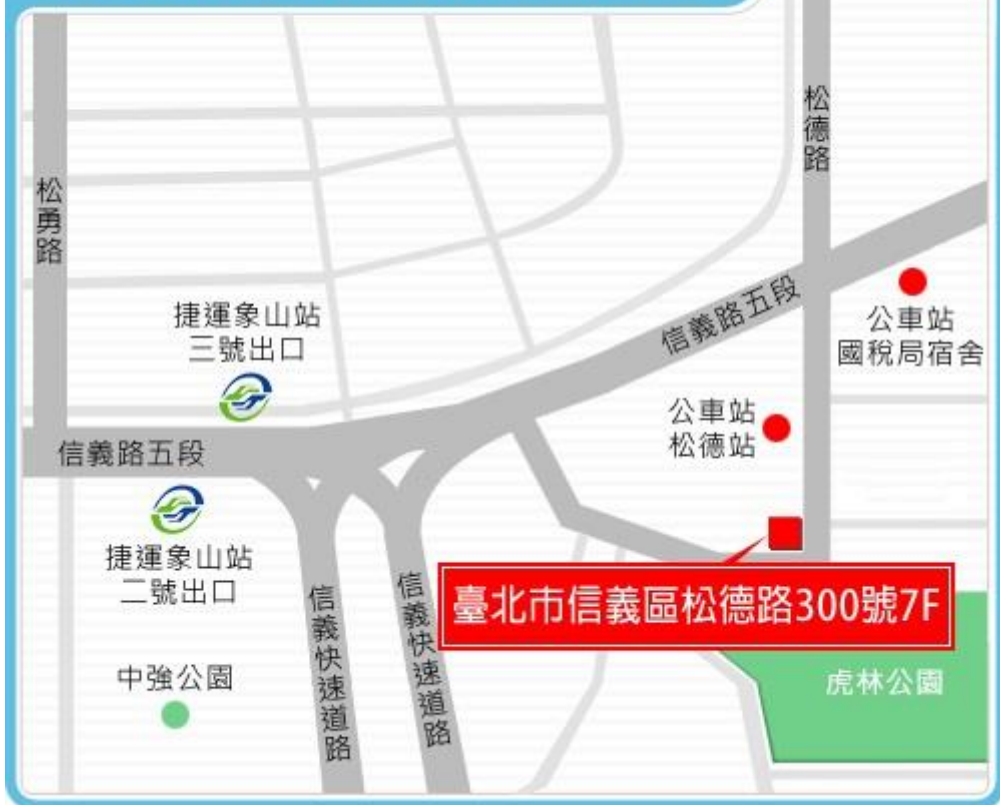 松德路
松勇路
信義路五段
捷運象山站
三號出口
公車站
國稅局宿舍
公車站
松德站
信義路五段
捷運象山站
二號出口
信義快速道路
信義快速道路
臺北市信義區松德路300號7F
中強公園
虎林公園